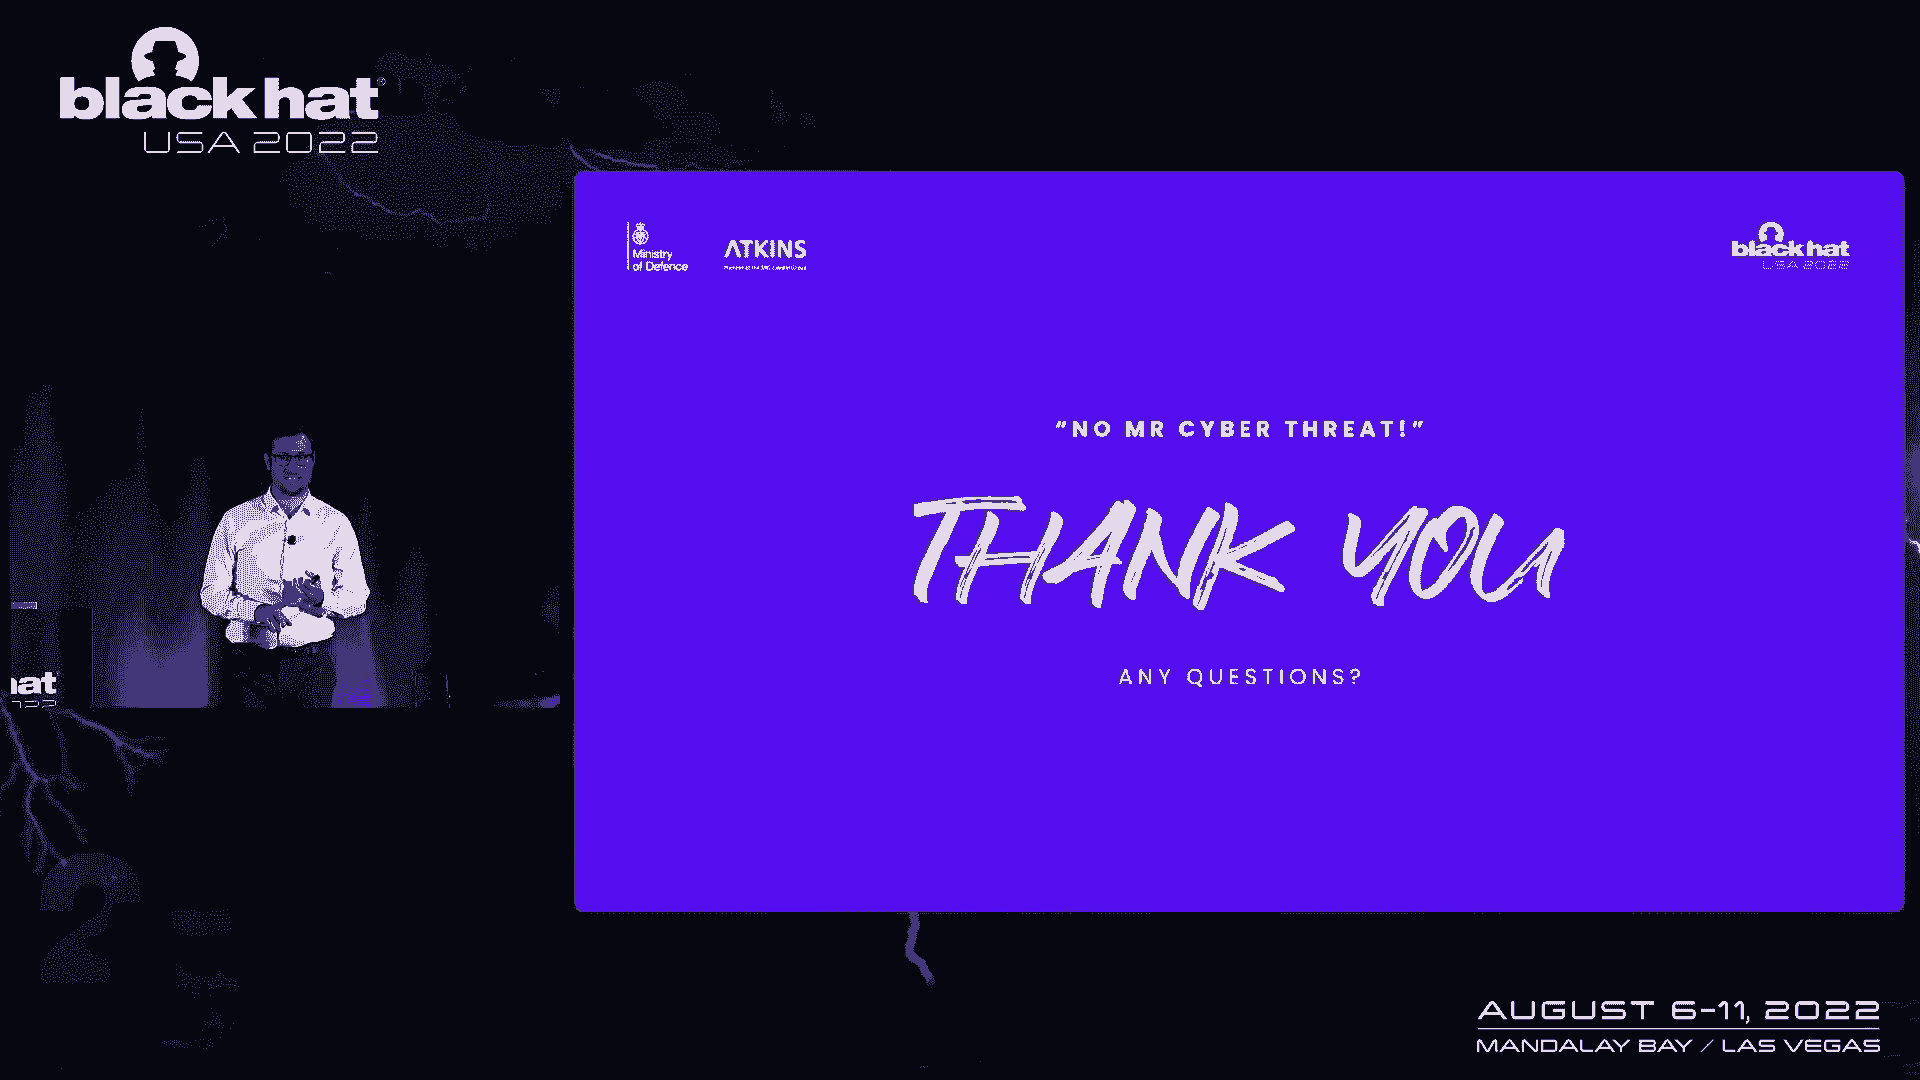 black hat®
USA 2022
Ministry
of Defence
ATKINS
black hat
USA 2022
"NO MR CYBER THREAT!"
THANK YOU
ANY QUESTIONS?
hat
2
AUGUST 6-11, 2022
MANDALAY BAY / LAS VEGAS